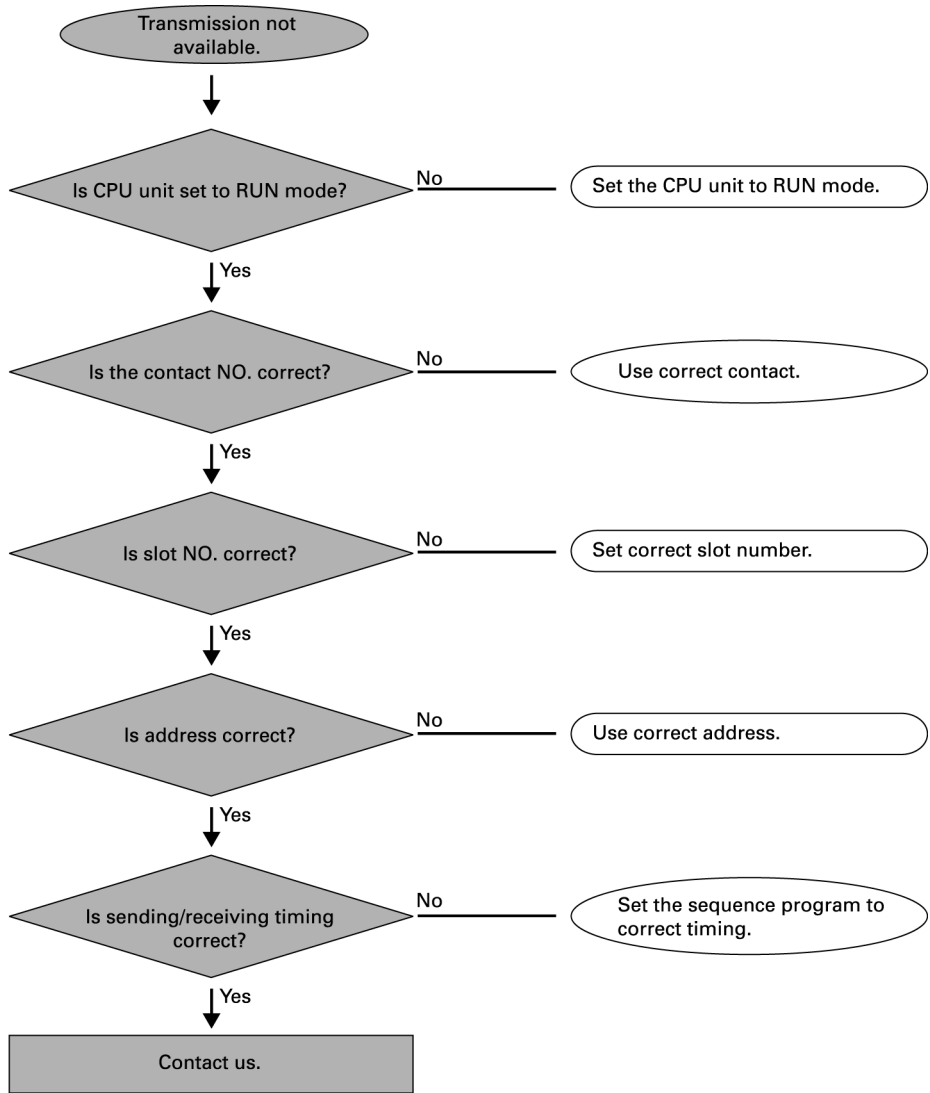 Transmission not
available.
Is CPU unit set to RUN mode?
No
Set the CPU unit to RUN mode.
Yes
Is the contact NO. correct?
No
Use correct contact.
Yes
Is slot NO. correct?
No
Set correct slot number.
Yes
Is address correct?
No
Use correct address.
Yes
Is sending/receiving timing
correct?
No
Set the sequence program to
correct timing.
Yes
Contact us.